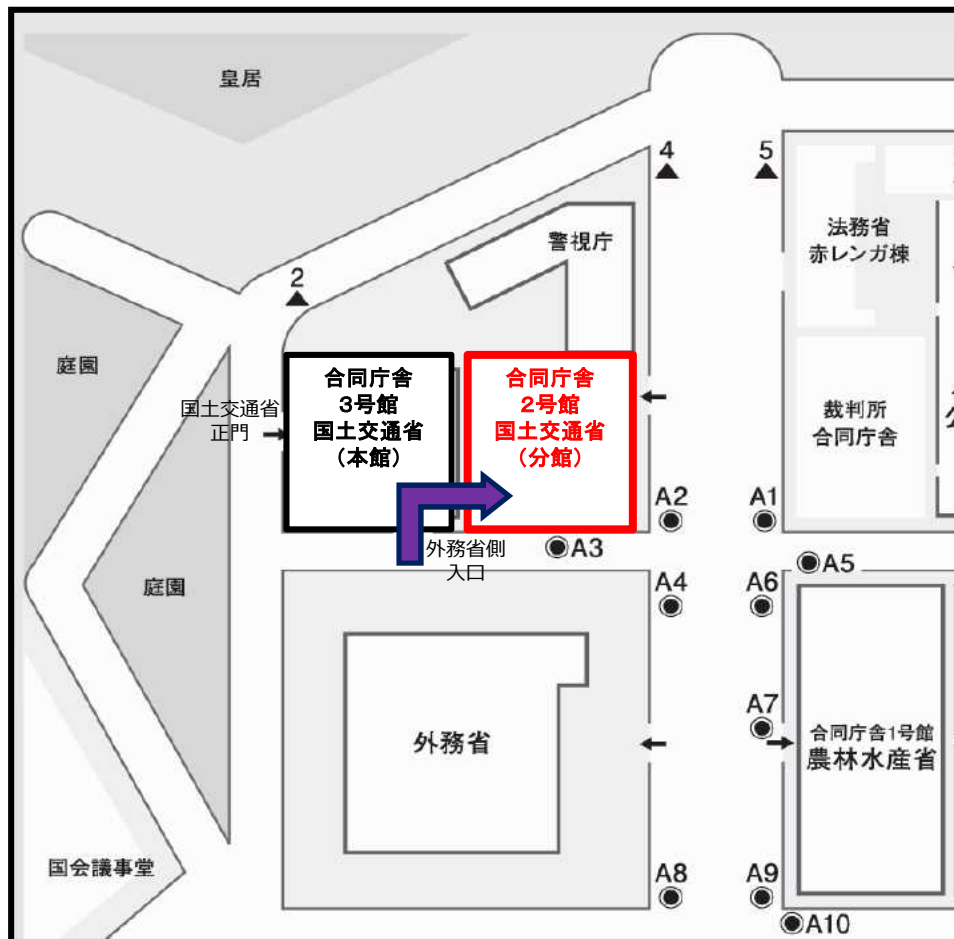 皇居
4
5
法務省
赤レンガ棟
警視庁
2
庭園
合同庁舎
3号館
国土交通省
(本館)
合同庁舎
2号館
国土交通省
(分館)
国土交通省
正門
裁判所
合同庁舎
A2
A1
外務省側
入口
A3
A5
庭園
A4
A6
A7
外務省
合同庁舎1号館
農林水産省
国会議事堂
A8
A9
A10